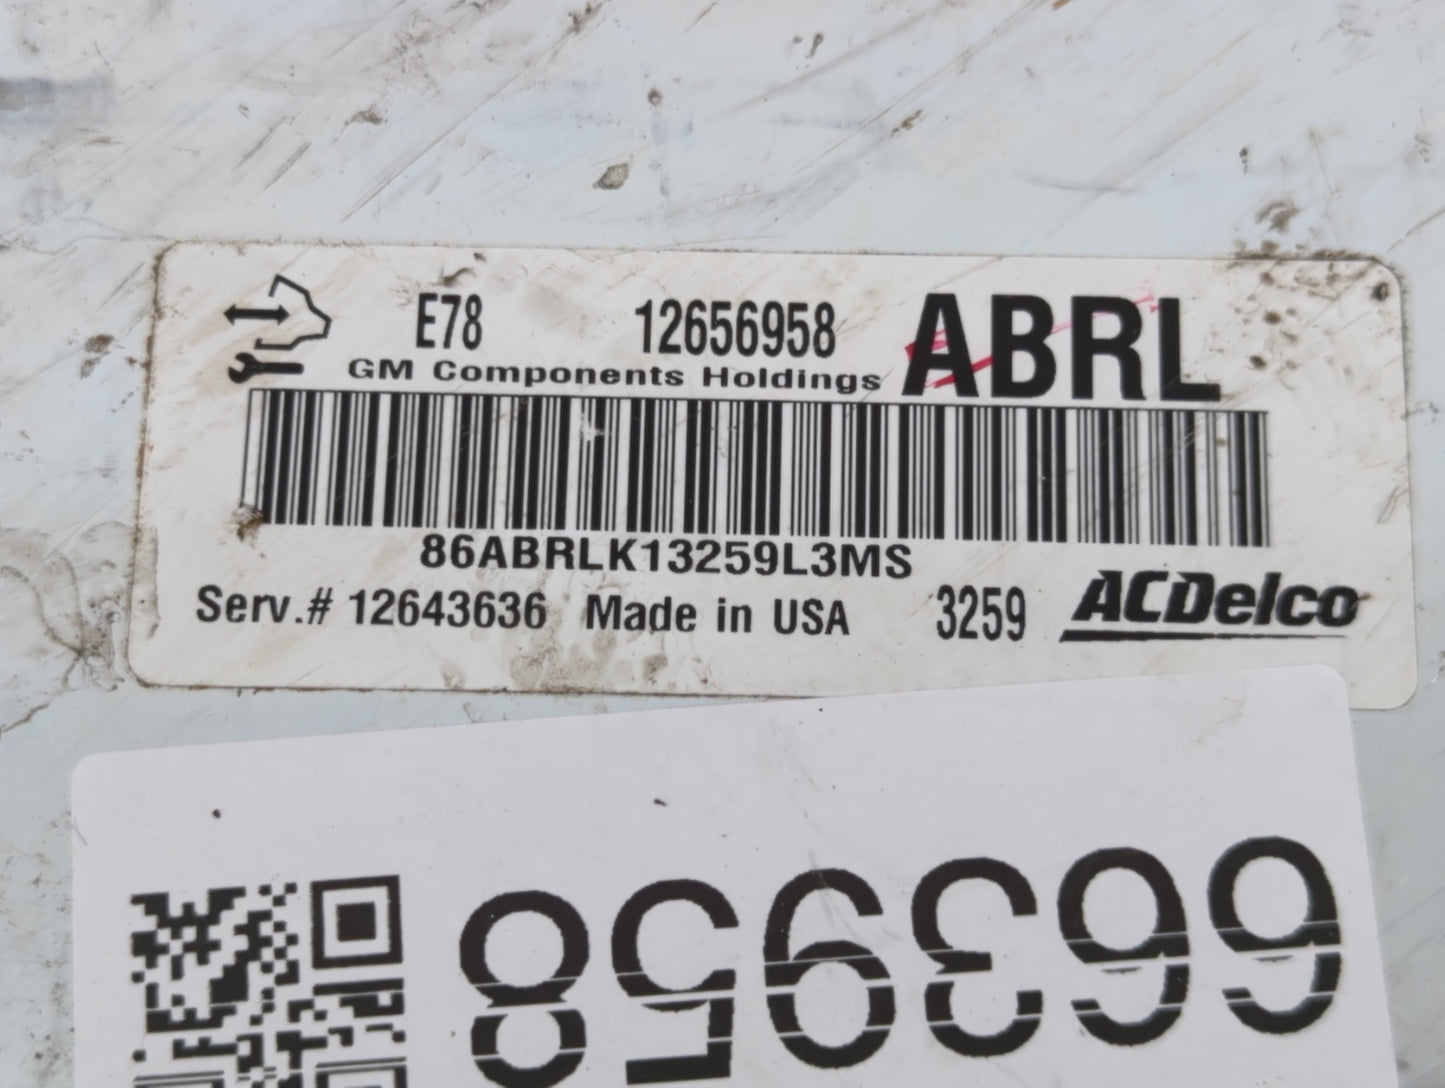 E78 12656958 ABRL
GM Components Holdings
86ABRLK13259L3MS
Serv.# 12643636 Made in USA 3259 ACDelco
663958